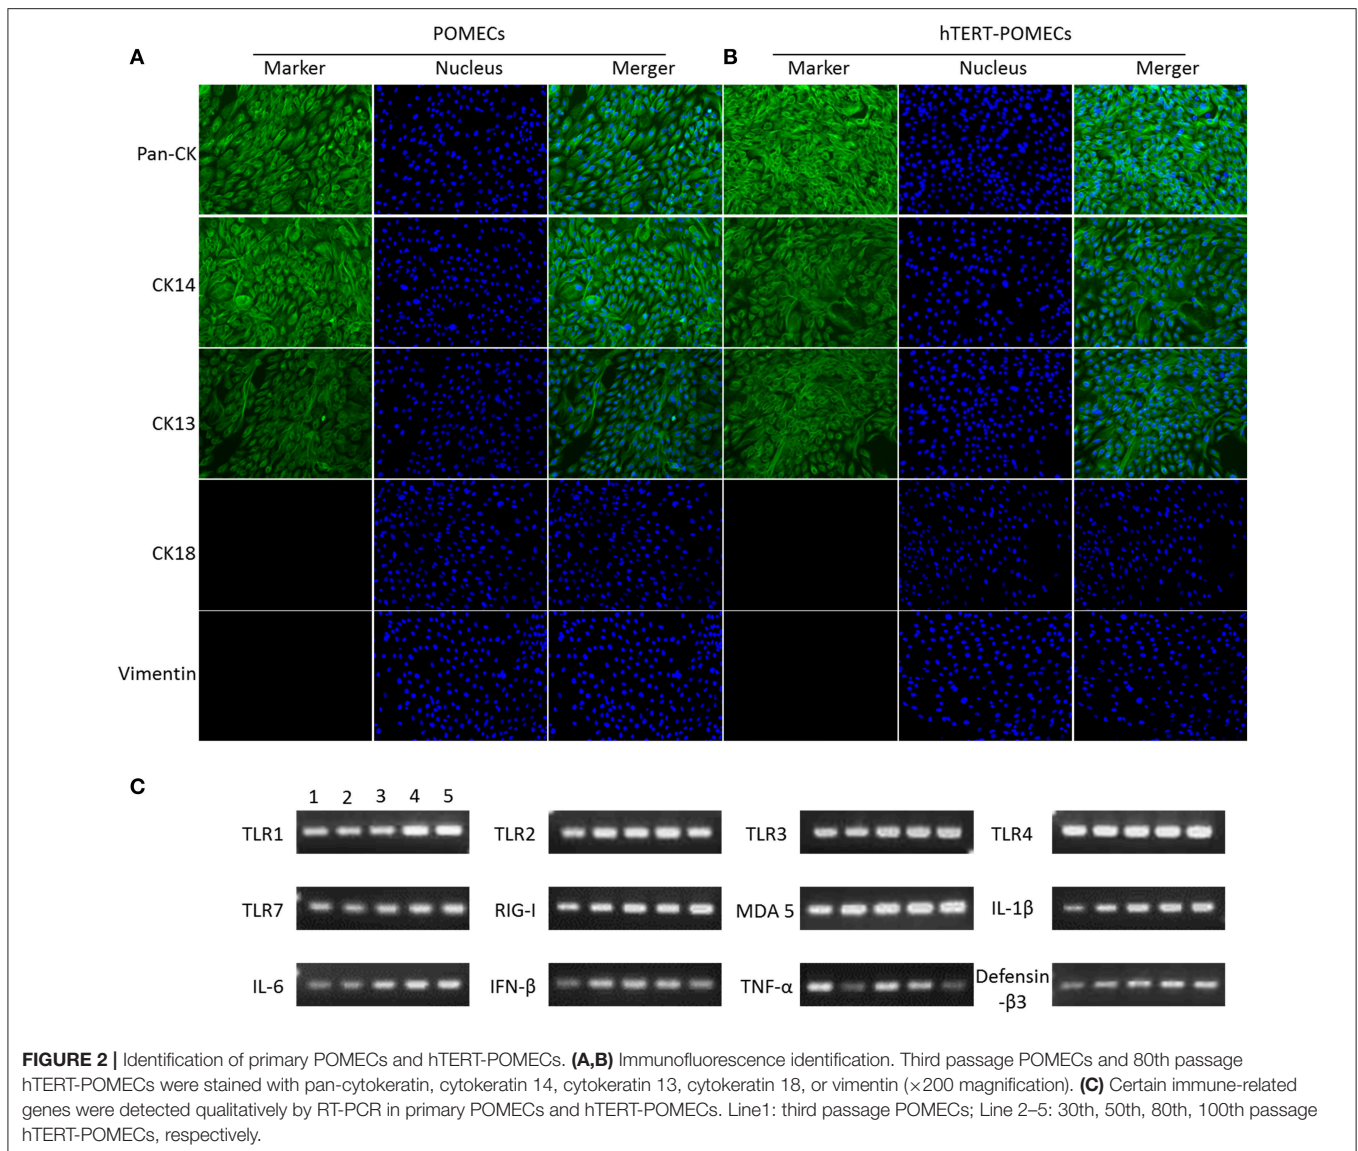 POMECs hTERT-POMECs
A B
Marker Nucleus Merger Marker Nucleus Merger
Pan-CK
CK14
CK13
CK18
Vimentin
C
1 2 3 4 5
TLR1 TLR2 TLR3 TLR4
TLR7 RIG-I MDA 5 IL-1β
IL-6 IFN-β TNF-α Defensin
-β3
FIGURE 2 | Identification of primary POMECs and hTERT-POMECs. (A,B) Immunofluorescence identification. Third passage POMECs and 80th passage
hTERT-POMECs were stained with pan-cytokeratin, cytokeratin 14, cytokeratin 13, cytokeratin 18, or vimentin (×200 magnification). (C) Certain immune-related
genes were detected qualitatively by RT-PCR in primary POMECs and hTERT-POMECs. Line1: third passage POMECs; Line 2–5: 30th, 50th, 80th, 100th passage
hTERT-POMECs, respectively.